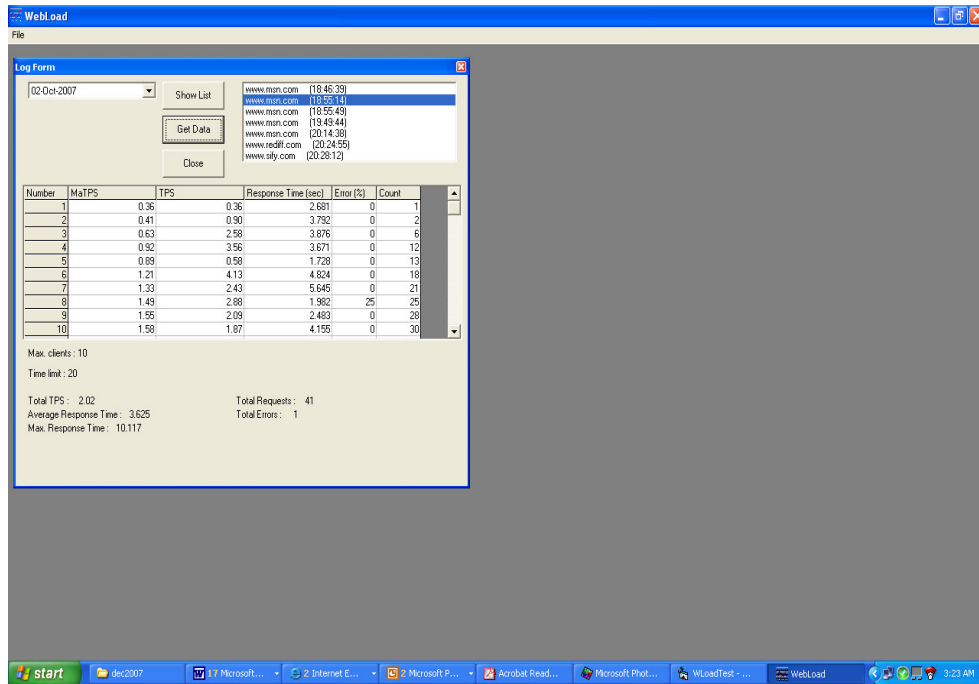 WebLoad
File
Log Form
02-Oct-2007
Show List
Get Data
Close
www.msn.com (18:46:39)
www.msn.com (18:55:14)
www.msn.com (18:55:49)
www.msn.com (19:49:44)
www.msn.com (20:14:38)
www.rediff.com (20:24:55)
www.sify.com (20:28:12)
Number MaTPS TPS Response Time (sec) Error (%) Count
1 0.36 0.36 2.681 0 1
2 0.41 0.90 3.792 0 2
3 0.63 2.58 3.876 0 6
4 0.92 3.56 3.671 0 12
5 0.89 0.58 1.728 0 13
6 1.21 4.13 4.824 0 18
7 1.33 2.43 5.645 0 21
8 1.49 2.88 1.982 25 25
9 1.55 2.09 2.483 0 28
10 1.58 1.87 4.155 0 30
Max. clients : 10
Time limit : 20
Total TPS : 2.02
Average Response Time : 3.625
Max. Response Time : 10.117
Total Requests : 41
Total Errors : 1
start
dec2007
17 Microsoft...
2 Internet E...
2 Microsoft P...
Acrobat Read...
Microsoft Phot...
WLoadTest - ...
WebLoad
3:23 AM